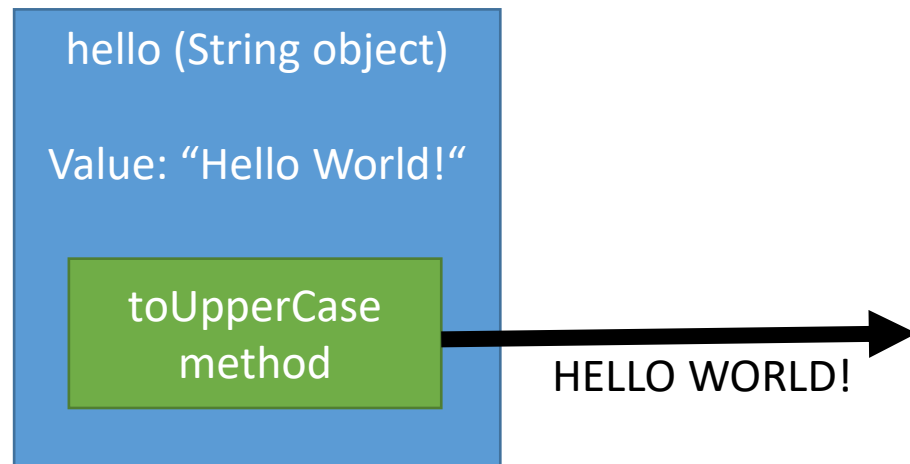 hello (String object)
Value: “Hello World!“
toUpperCase
method
HELLO WORLD!